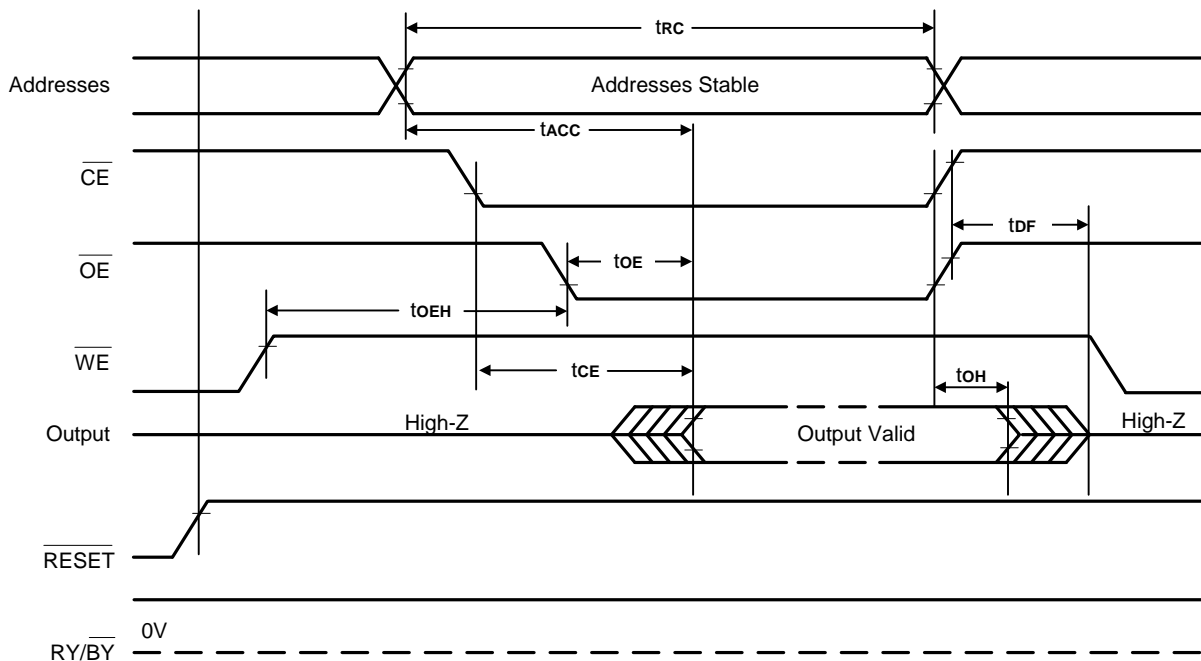 tRC
Addresses
Addresses Stable
tACC
CE
tDF
OE
tOE
tOEH
WE
tCE
tOH
High-Z
High-Z
Output
Output Valid
RESET
0V
RY/BY